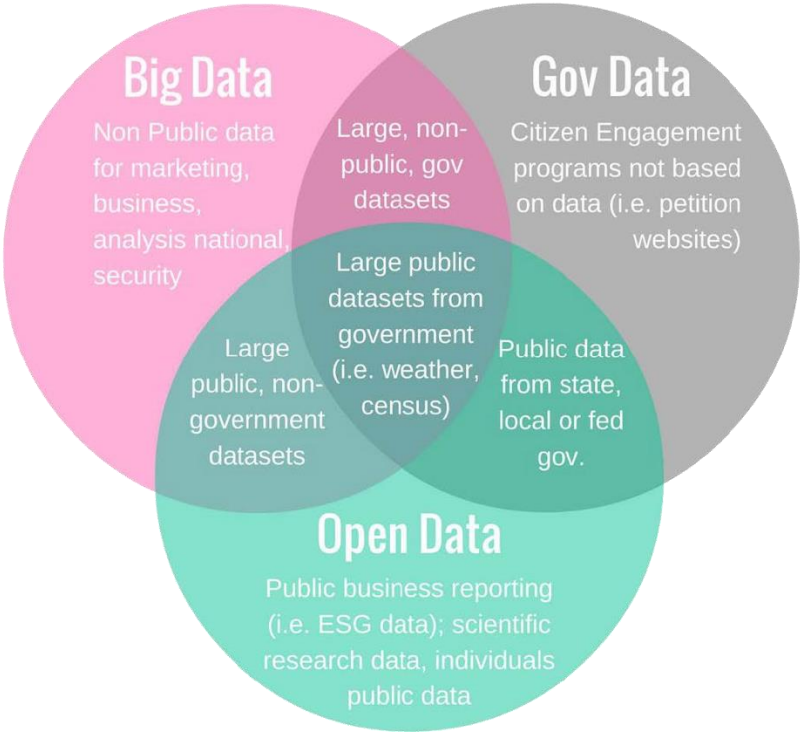 Big Data
Non Public data
for marketing,
business,
analysis national,
security
Large, non-
public, gov
datasets
Gov Data
Citizen Engagement
programs not based
on data (i.e. petition
websites)
Large public
datasets from
government
(i.e. weather,
census)
Large
public, non-
government
datasets
Public data
from state,
local or fed
gov.
Open Data
Public business reporting
(i.e. ESG data); scientific
research data, individuals
public data